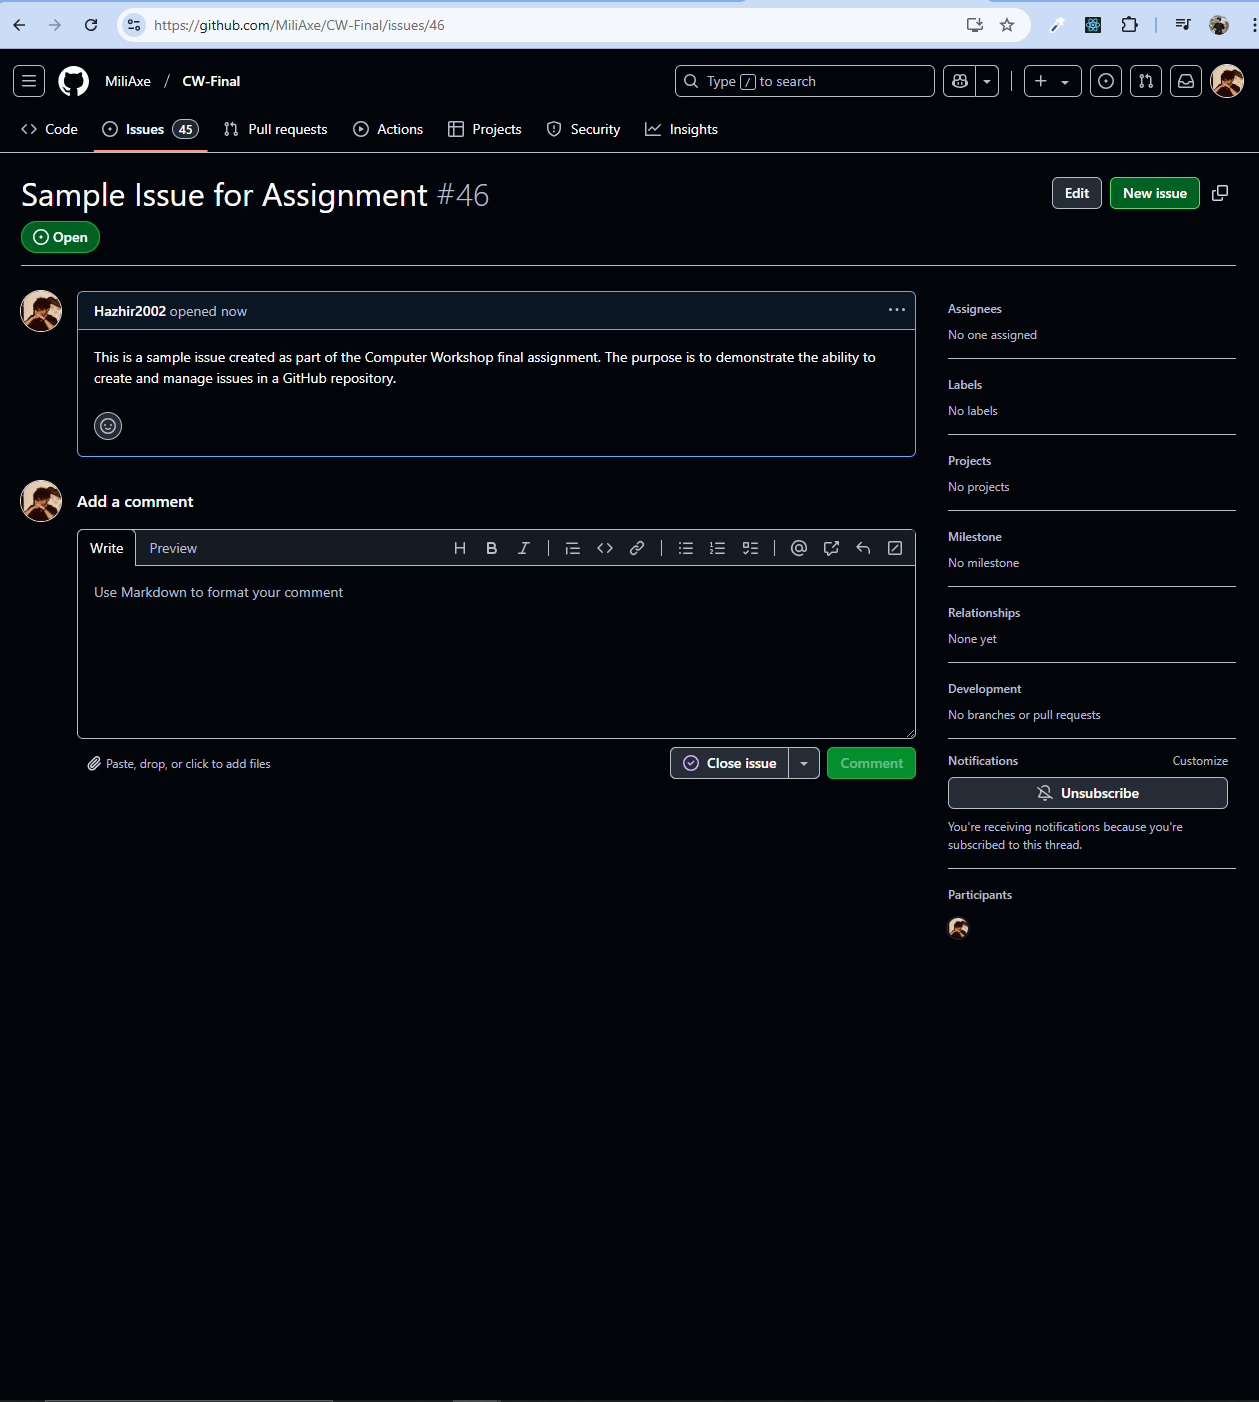 https://github.com/MiliAxe/CW-Final/issues/46
MiliAxe / CW-Final
Type / to search
Code
Issues 45
Pull requests
Actions
Projects
Security
Insights
Sample Issue for Assignment #46
Edit
New issue
Open
Hazhir2002 opened now
This is a sample issue created as part of the Computer Workshop final assignment. The purpose is to demonstrate the ability to
create and manage issues in a GitHub repository.
Add a comment
Write
Preview
Use Markdown to format your comment
Paste, drop, or click to add files
Close issue
Comment
Assignees
No one assigned
Labels
No labels
Projects
No projects
Milestone
No milestone
Relationships
None yet
Development
No branches or pull requests
Notifications
Customize
Unsubscribe
You're receiving notifications because you're
subscribed to this thread.
Participants